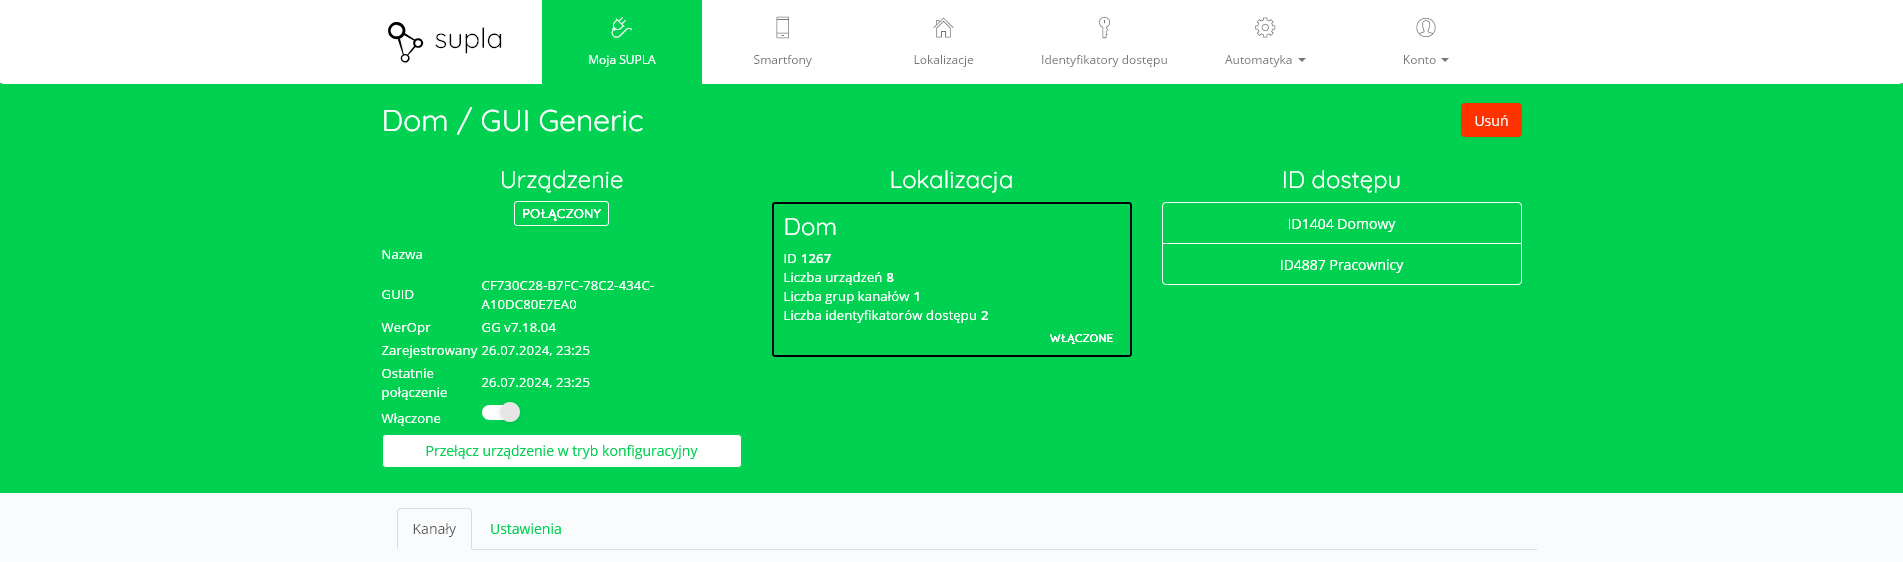 supla
Moja SUPLA
Smartfony
Lokalizacje
Identyfikatory dostępu
Automatyka
Konto
Dom / GUI Generic
Usuń
Urządzenie
POŁĄCZONY
Nazwa
GUID CF730C28-B7FC-78C2-434C-
A10DC80E7EA0
WerOpr GG v7.18.04
Zarejestrowany 26.07.2024, 23:25
Ostatnie
połączenie 26.07.2024, 23:25
Włączone
Przełącz urządzenie w tryb konfiguracyjny
Lokalizacja
Dom
ID 1267
Liczba urządzeń 8
Liczba grup kanałów 1
Liczba identyfikatorów dostępu 2
WŁĄCZONE
ID dostępu
ID1404 Domowy
ID4887 Pracownicy
Kanały
Ustawienia